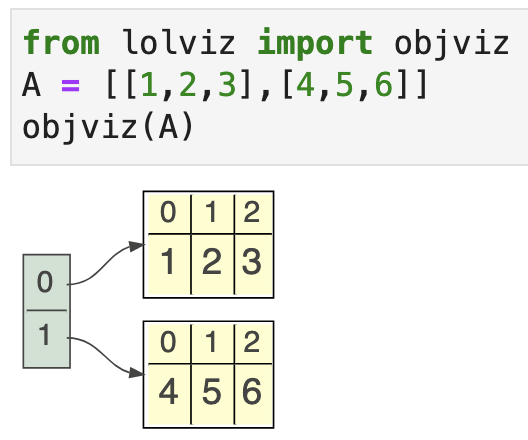 from lolviz import objviz
A = [[1,2,3],[4,5,6]]
objviz(A)
0 1 2
1 2 3
0
1
0 1 2
4 5 6